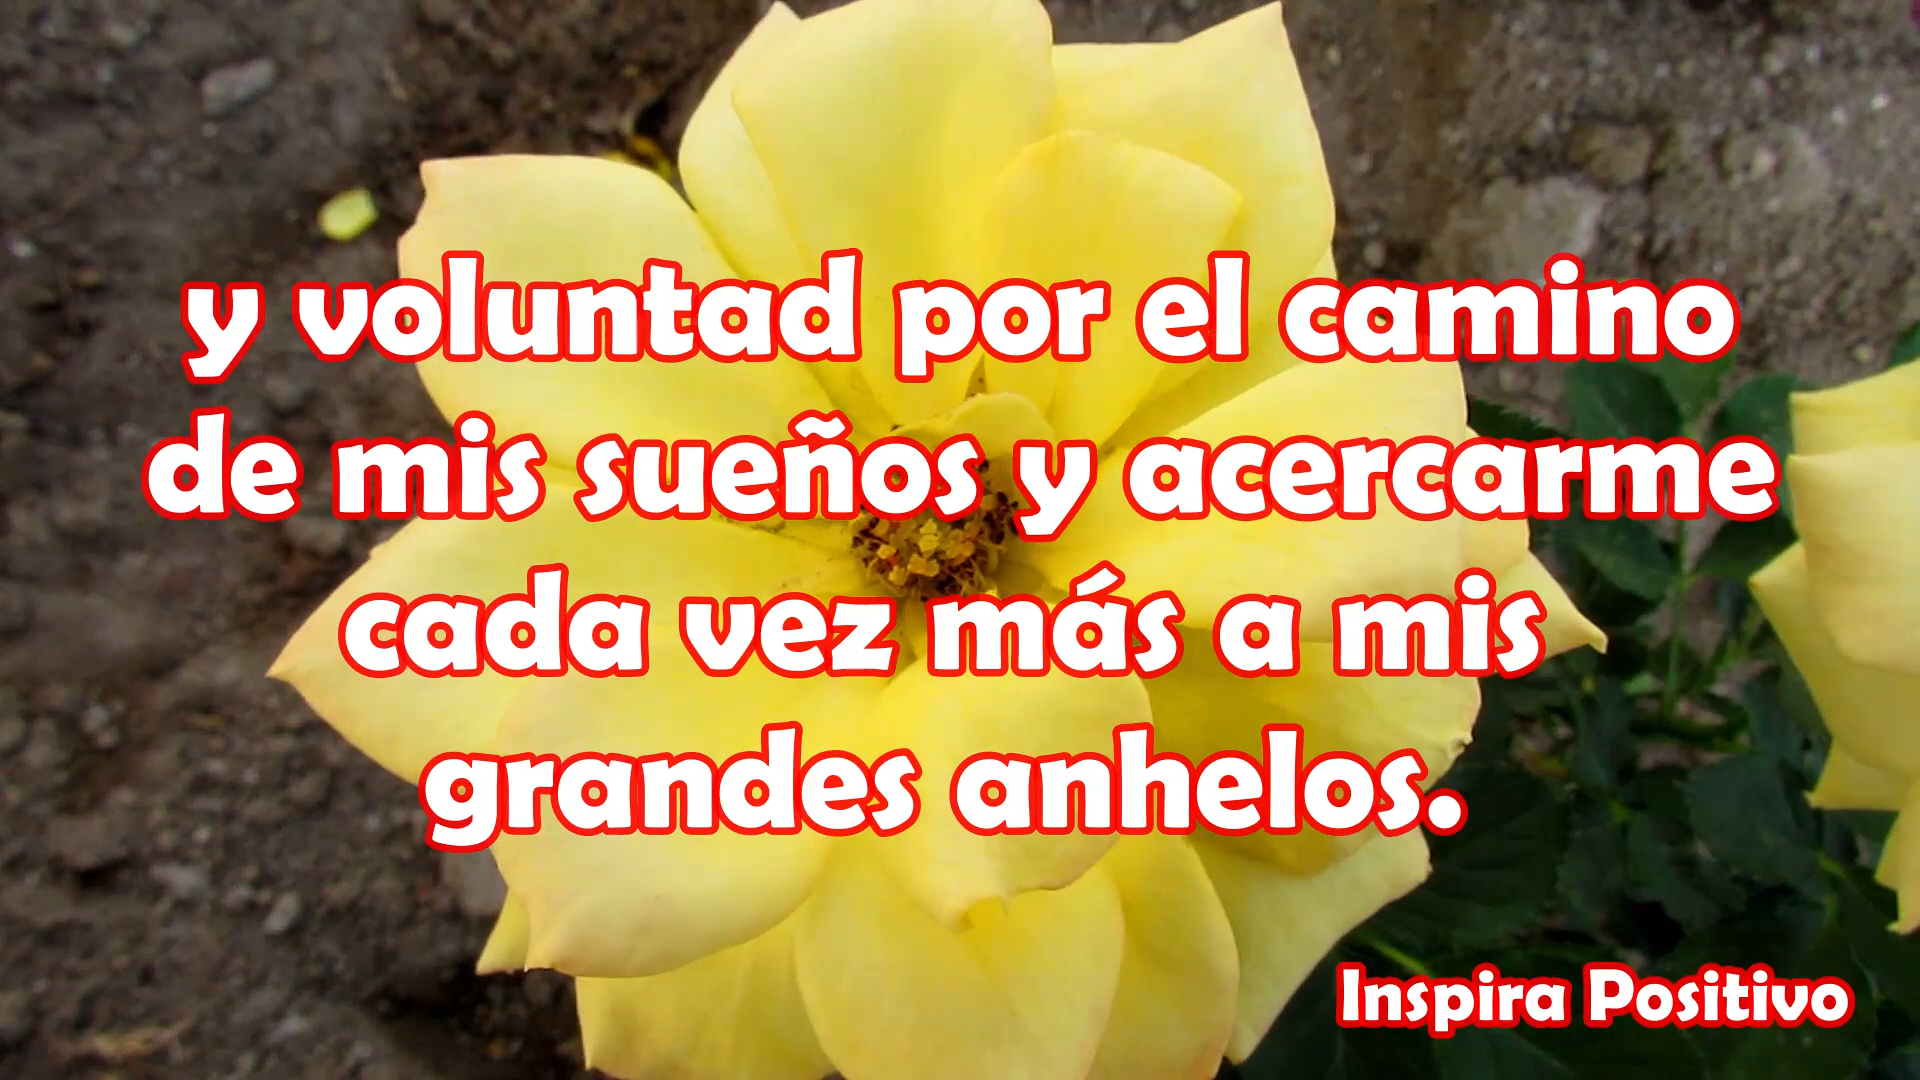 y voluntad por el camino
de mis sueños y acercarme
cada vez más a mis
grandes anhelos.
Inspira Positivo